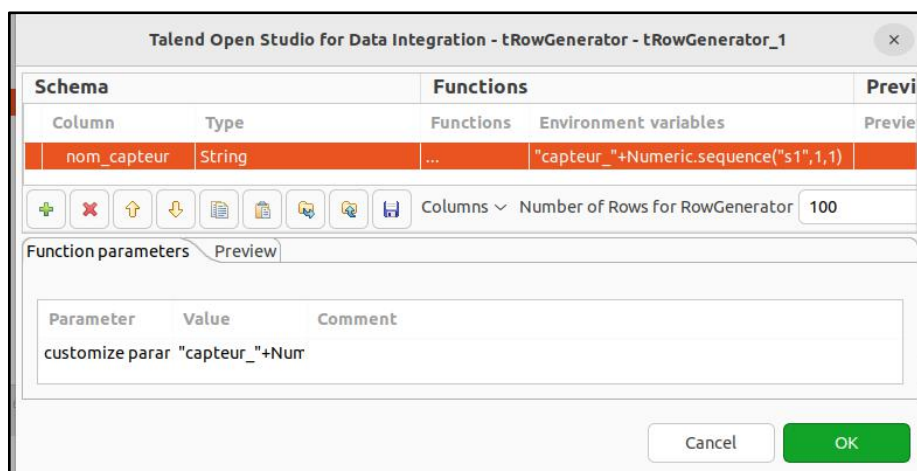 Talend Open Studio for Data Integration - tRowGenerator - tRowGenerator_1
Schema Functions Previ
Column Type Functions Environment variables Previe
nom_capteur String ... "capteur_"+Numeric.sequence("s1",1,1)
Columns Number of Rows for RowGenerator 100
Function parameters Preview
Parameter Value Comment
customize parar "capteur_"+Num
Cancel OK